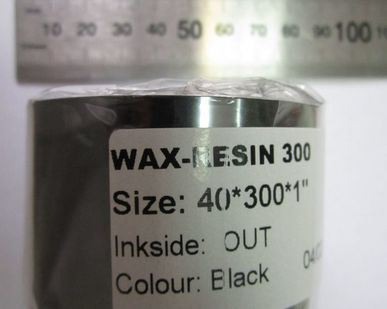 10 20 30 40 50 60 70 80 90 100
WAX-RESIN 300
Size: 40*300*1"
Inkside: OUT
Colour: Black